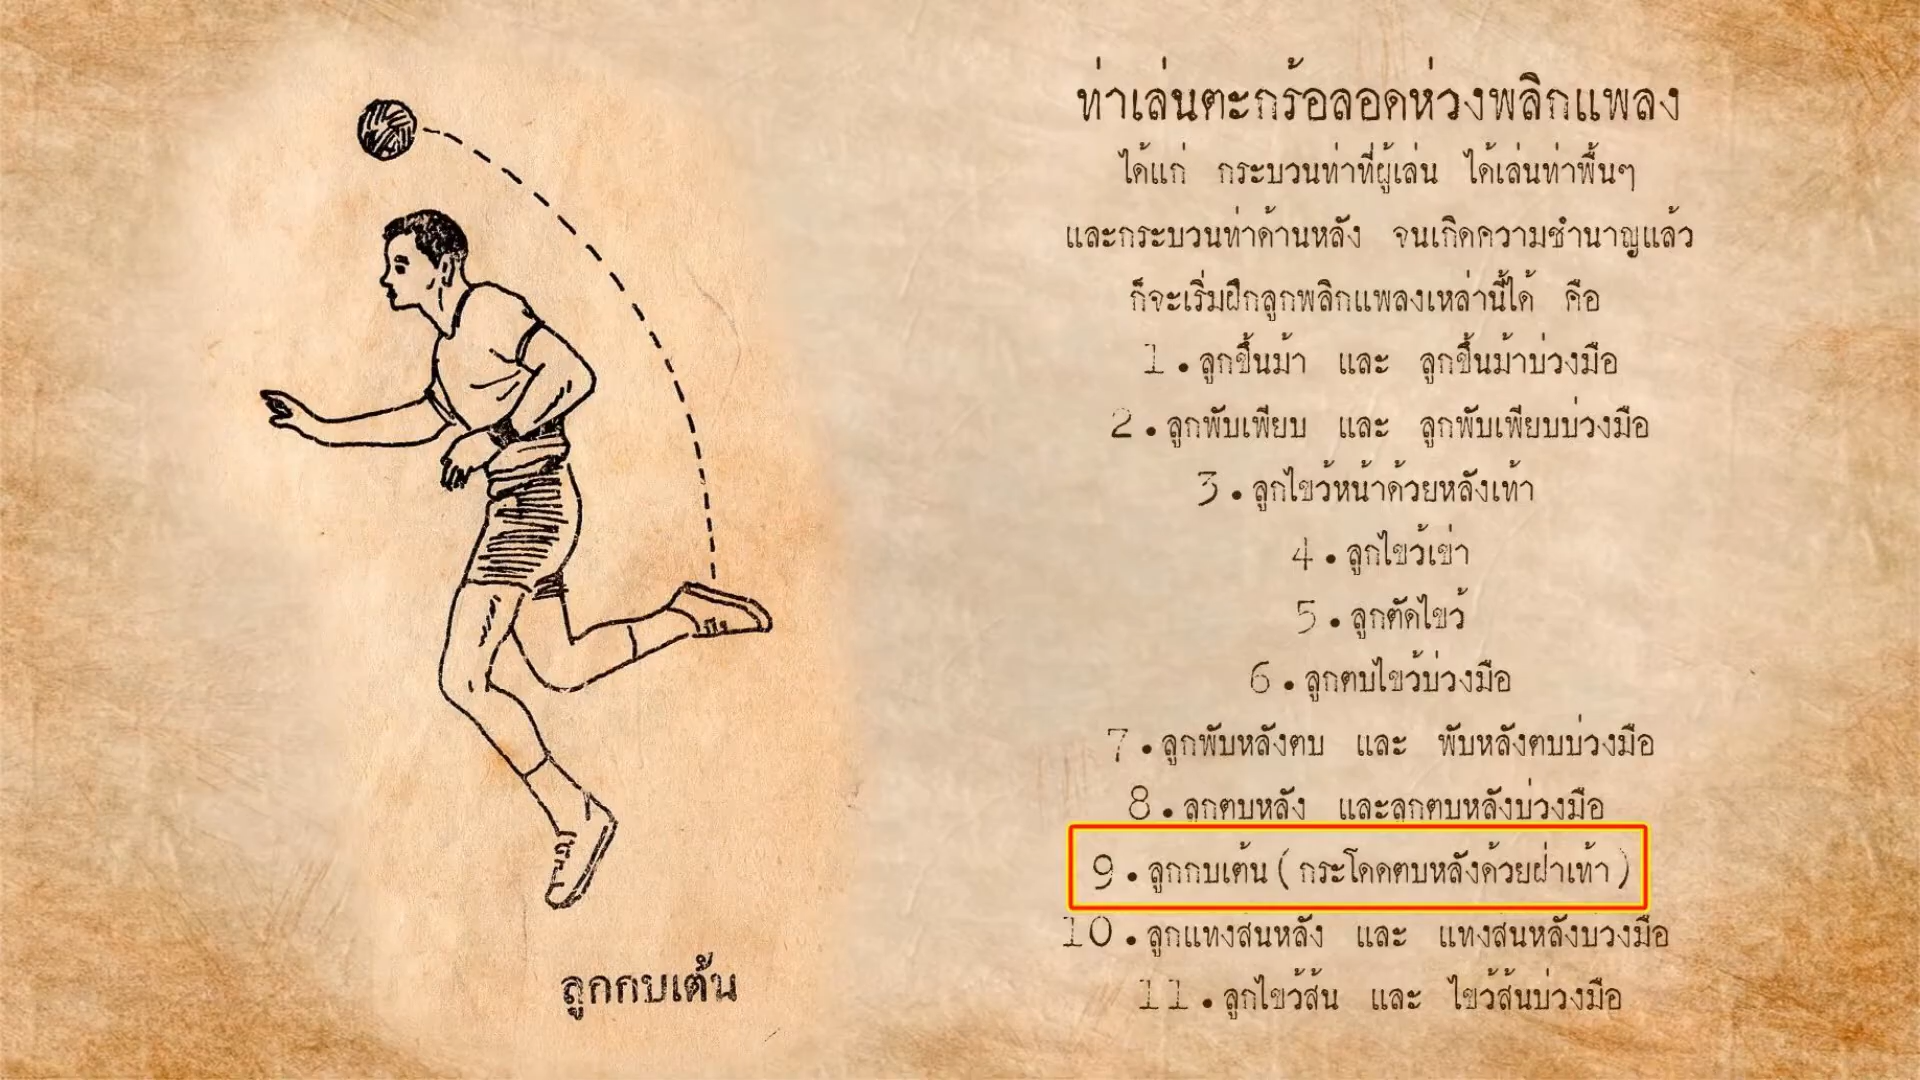 ท่าเล่นตะกร้อลอดห่วงพลิกแพลง
ได้แก่ กระบวนท่าที่ผู้เล่น ได้เล่นท่าพื้นๆ
และกระบวนท่าด้านหลัง จนเกิดความชำนาญแล้ว
ก็จะเริ่มฝึกลูกพลิกแพลงเหล่านี้ได้ คือ
1. ลูกขึ้นม้า และ ลูกขึ้นม้าบ่วงมือ
2. ลูกพับเพียบ และ ลูกพับเพียบบ่วงมือ
3. ลูกไขว้หน้าด้วยหลังเท้า
4. ลูกไขว้เข่า
5. ลูกตัดไขว้
6. ลูกตบไขว้บ่วงมือ
7. ลูกพับหลังตบ และ พับหลังตบบ่วงมือ
8. ลูกตบหลัง และลูกตบหลังบ่วงมือ
9. ลูกกบเต้น ( กระโดดตบหลังด้วยฝ่าเท้า )
10. ลูกแทงส้นหลัง และ แทงส้นหลังบ่วงมือ
11. ลูกไขว้ส้น และ ไขว้ส้นบ่วงมือ
ลูกกบเต้น